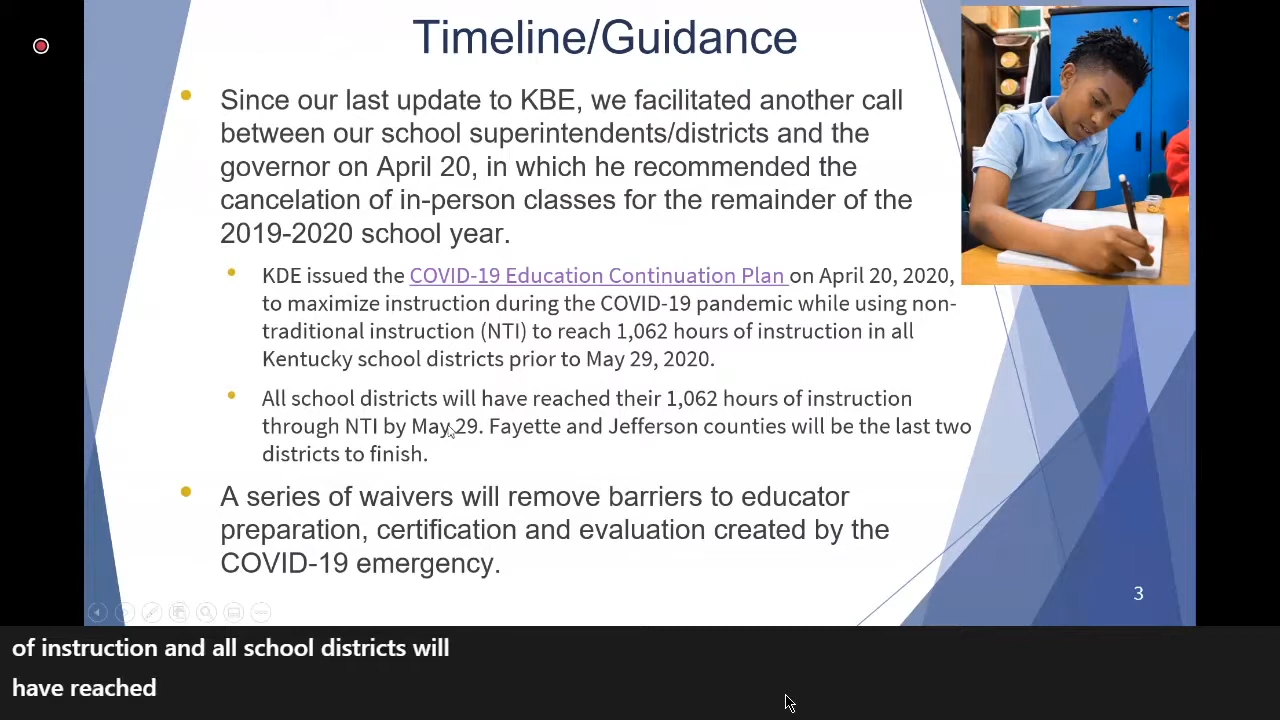 Timeline/Guidance
Since our last update to KBE, we facilitated another call
between our school superintendents/districts and the
governor on April 20, in which he recommended the
cancelation of in-person classes for the remainder of the
2019-2020 school year.
KDE issued the COVID-19 Education Continuation Plan on April 20, 2020,
to maximize instruction during the COVID-19 pandemic while using non-
traditional instruction (NTI) to reach 1,062 hours of instruction in all
Kentucky school districts prior to May 29, 2020.
All school districts will have reached their 1,062 hours of instruction
through NTI by May 29. Fayette and Jefferson counties will be the last two
districts to finish.
A series of waivers will remove barriers to educator
preparation, certification and evaluation created by the
COVID-19 emergency.
3
of instruction and all school districts will
have reached